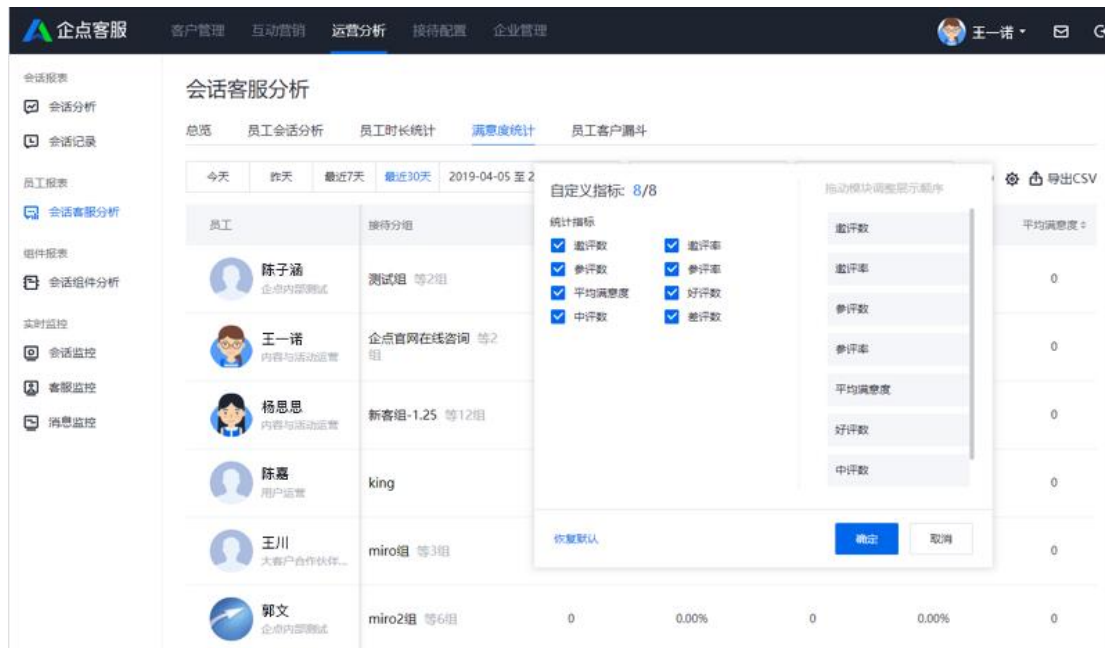 企点客服 客户管理 互动营销 运营分析 接待配置 企业管理 王一诺
会话报表
会话分析
会话记录
员工报表
会话客服分析
组件报表
会话组件分析
实时监控
会话监控
客服监控
消息监控
会话客服分析
总览 员工会话分析 员工时长统计 满意度统计 员工客户漏斗
今天 昨天 最近7天 最近30天 2019-04-05 至 2 导出CSV
员工 接待分组 平均满意度
陈子涵 测试组 等2组 0
企点内部测试
王一诺 企点官网在线咨询 等2
组 0
内容与活动运营
杨思思 新客组-1.25 等12组 0
内容与活动运营
陈嘉 king 0
用户运营
王川 miro组 等3组 0
大客户合作伙伴...
郭文 miro2组 等6组 0 0.00% 0 0.00% 0
企点内部测试
自定义指标: 8/8
统计指标
邀评数 邀评率
参评数 参评率
平均满意度 好评数
中评数 差评数
恢复默认
拖动模块调整展示顺序
邀评数
邀评率
参评数
参评率
平均满意度
好评数
中评数
确定 取消